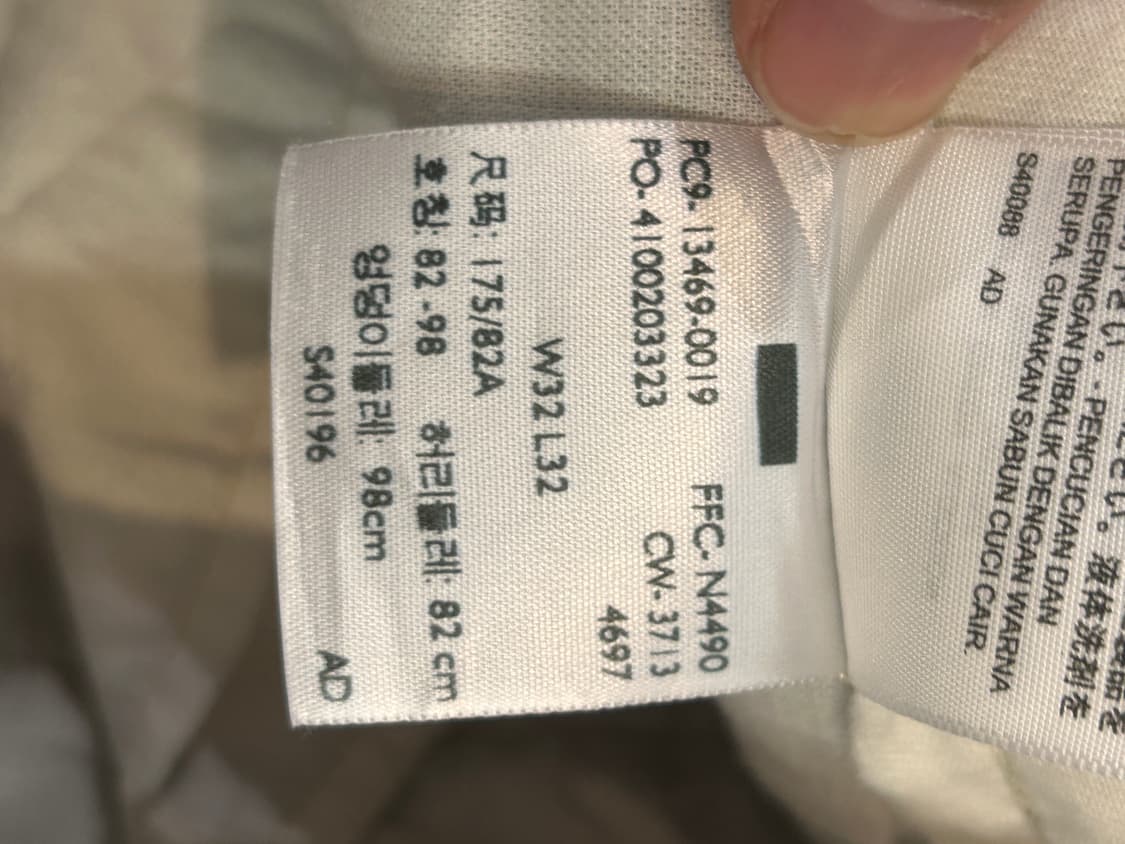 PENGERINGAN DIBALIK DENGAN WARNA
SERUPA GUNAKAN SABUN CUCI CAIR
S40088 AD
PC9-13469-0019 FFC-N4490
PO-4100203323 CW-3713
4697
W32 L32
尺码: 175/82A
호칭: 82-98 허리둘레: 82 cm
엉덩이둘레: 98cm
S40196 AD